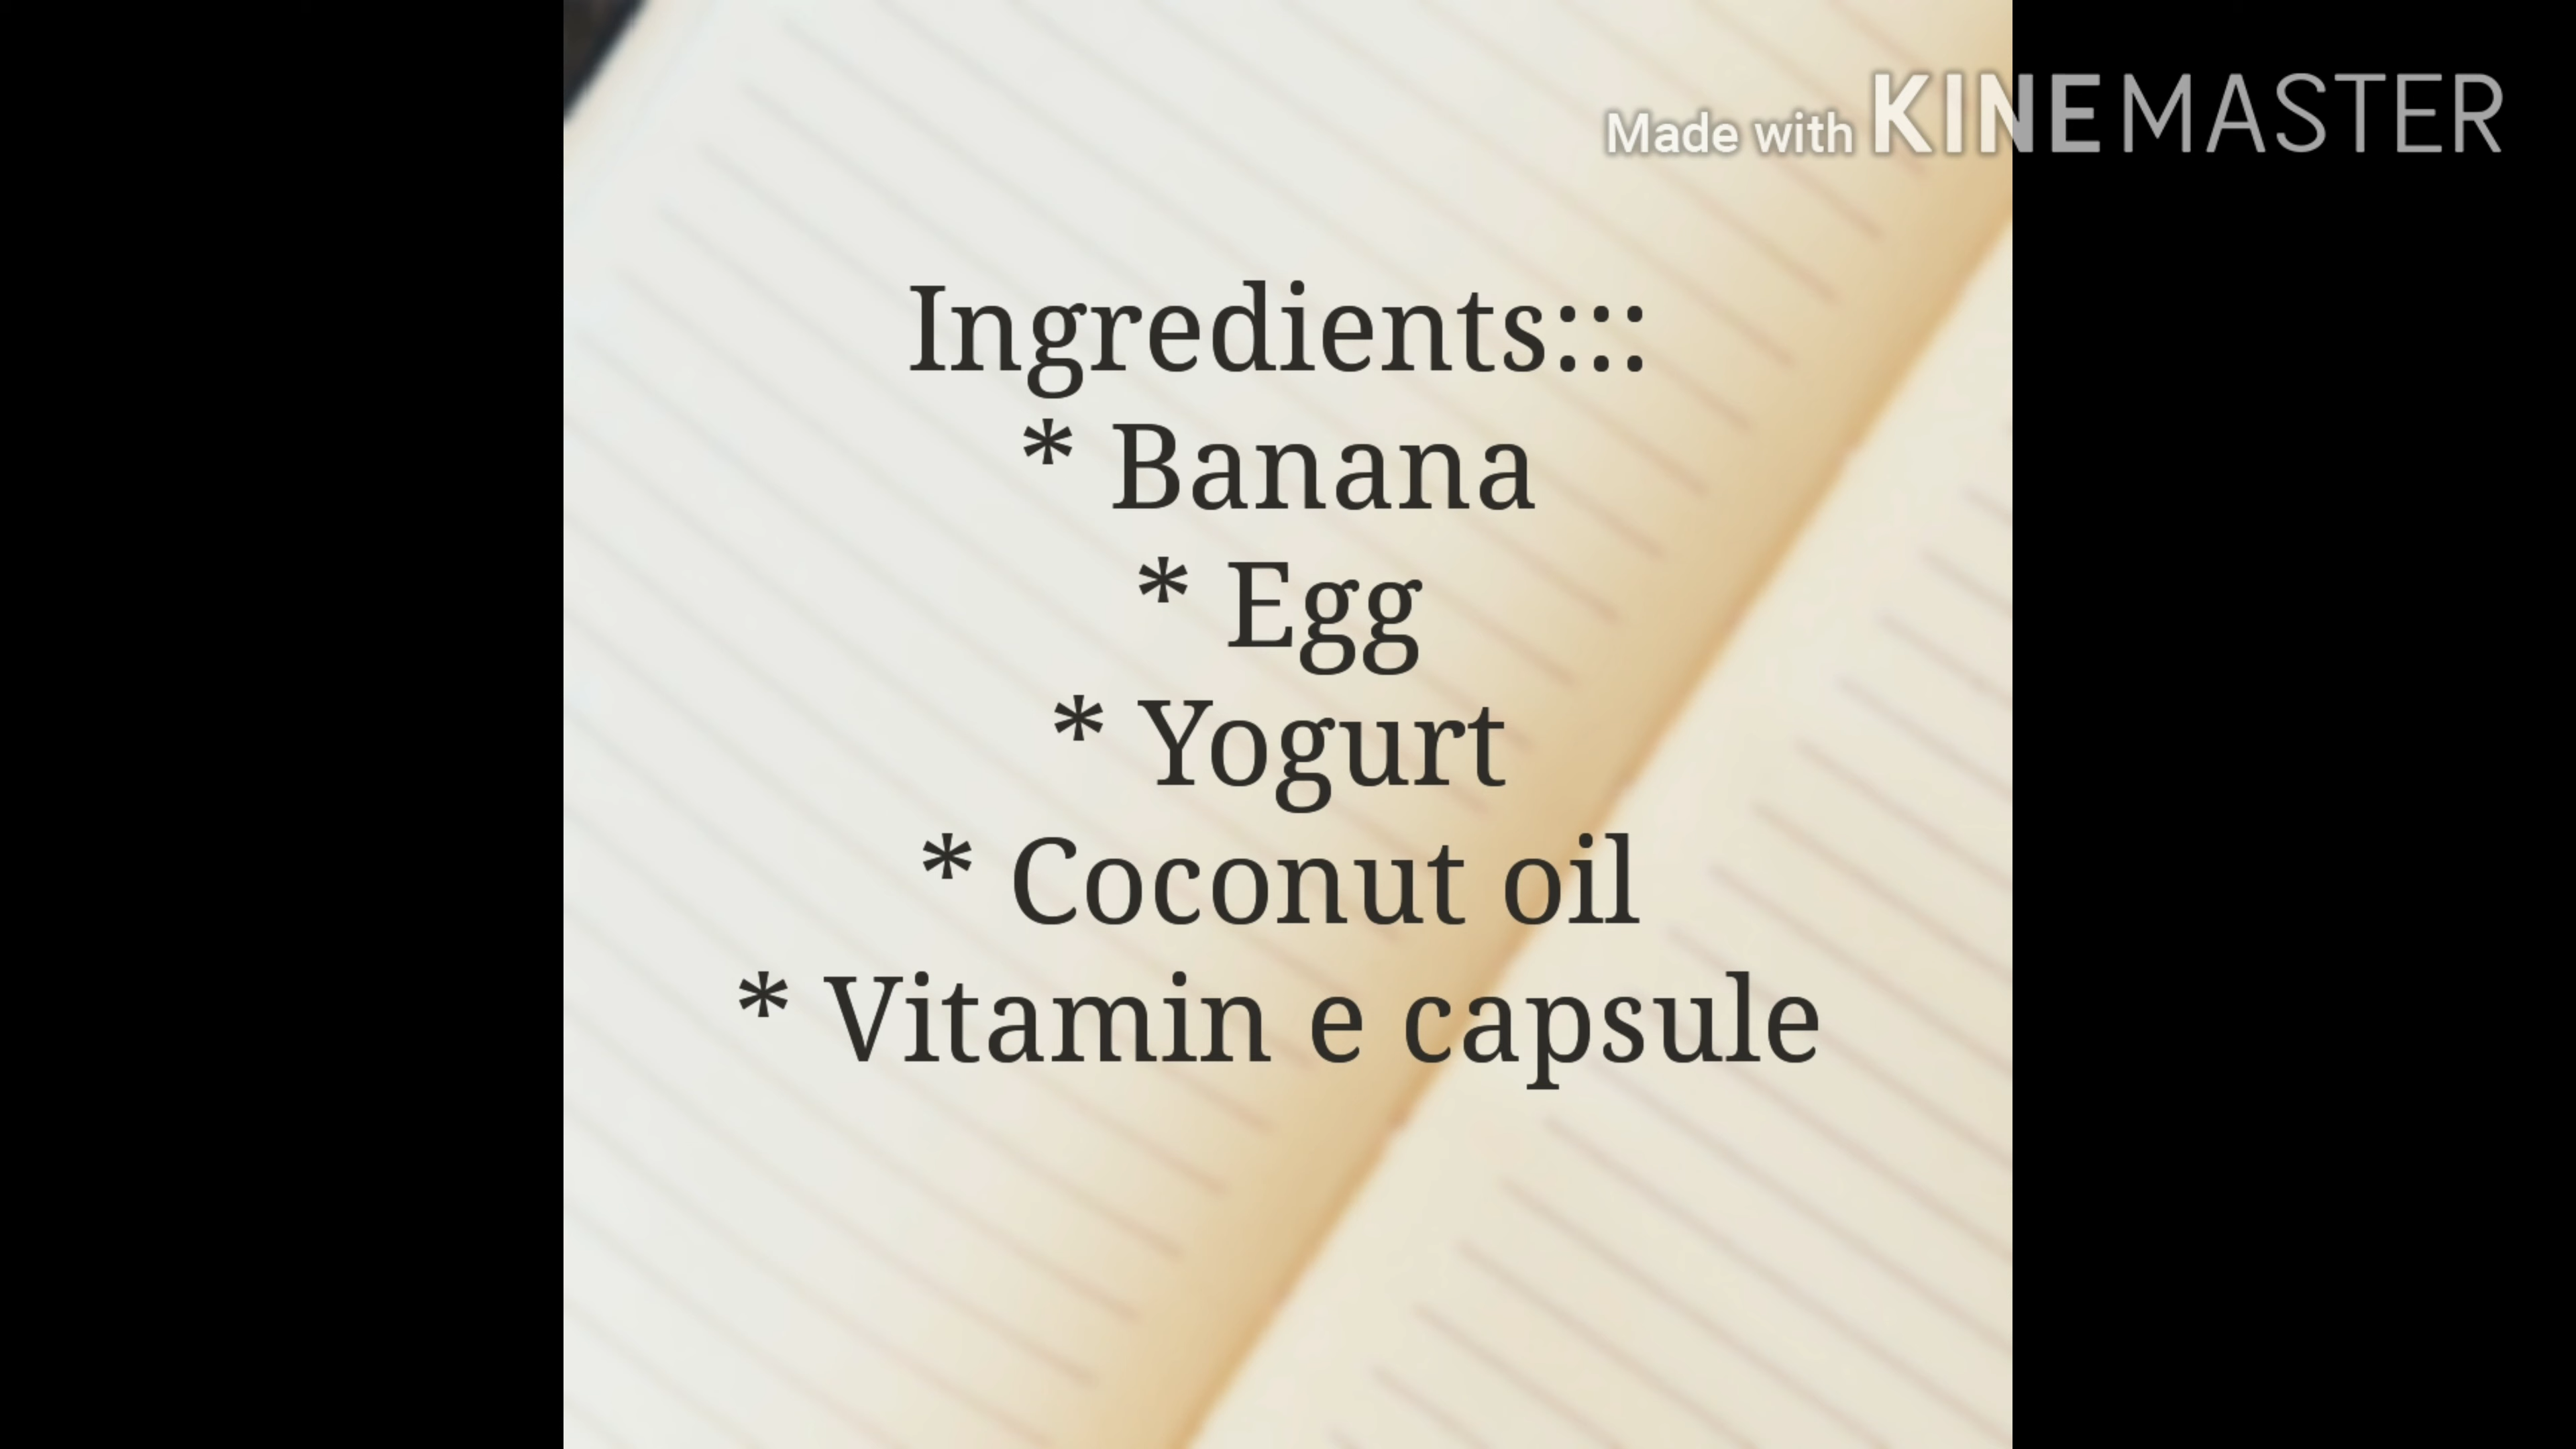 Made with KINEMASTER
Ingredients:::
* Banana
* Egg
* Yogurt
* Coconut oil
* Vitamin e capsule